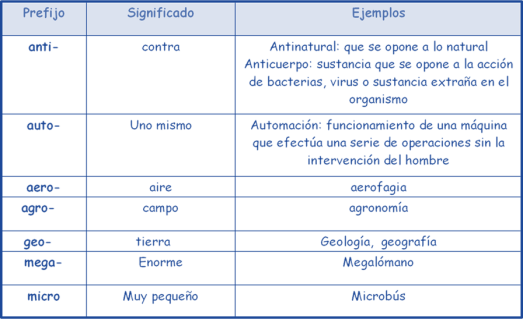 Prefijo Significado Ejemplos
anti- contra Antinatural: que se opone a lo natural
Anticuerpo: sustancia que se opone a la acción
de bacterias, virus o sustancia extraña en el
organismo
auto- Uno mismo Automación: funcionamiento de una máquina
que efectúa una serie de operaciones sin la
intervención del hombre
aero- aire aerofagia
agro- campo agronomía
geo- tierra Geología, geografía
mega- Enorme Megalómano
micro Muy pequeño Microbús